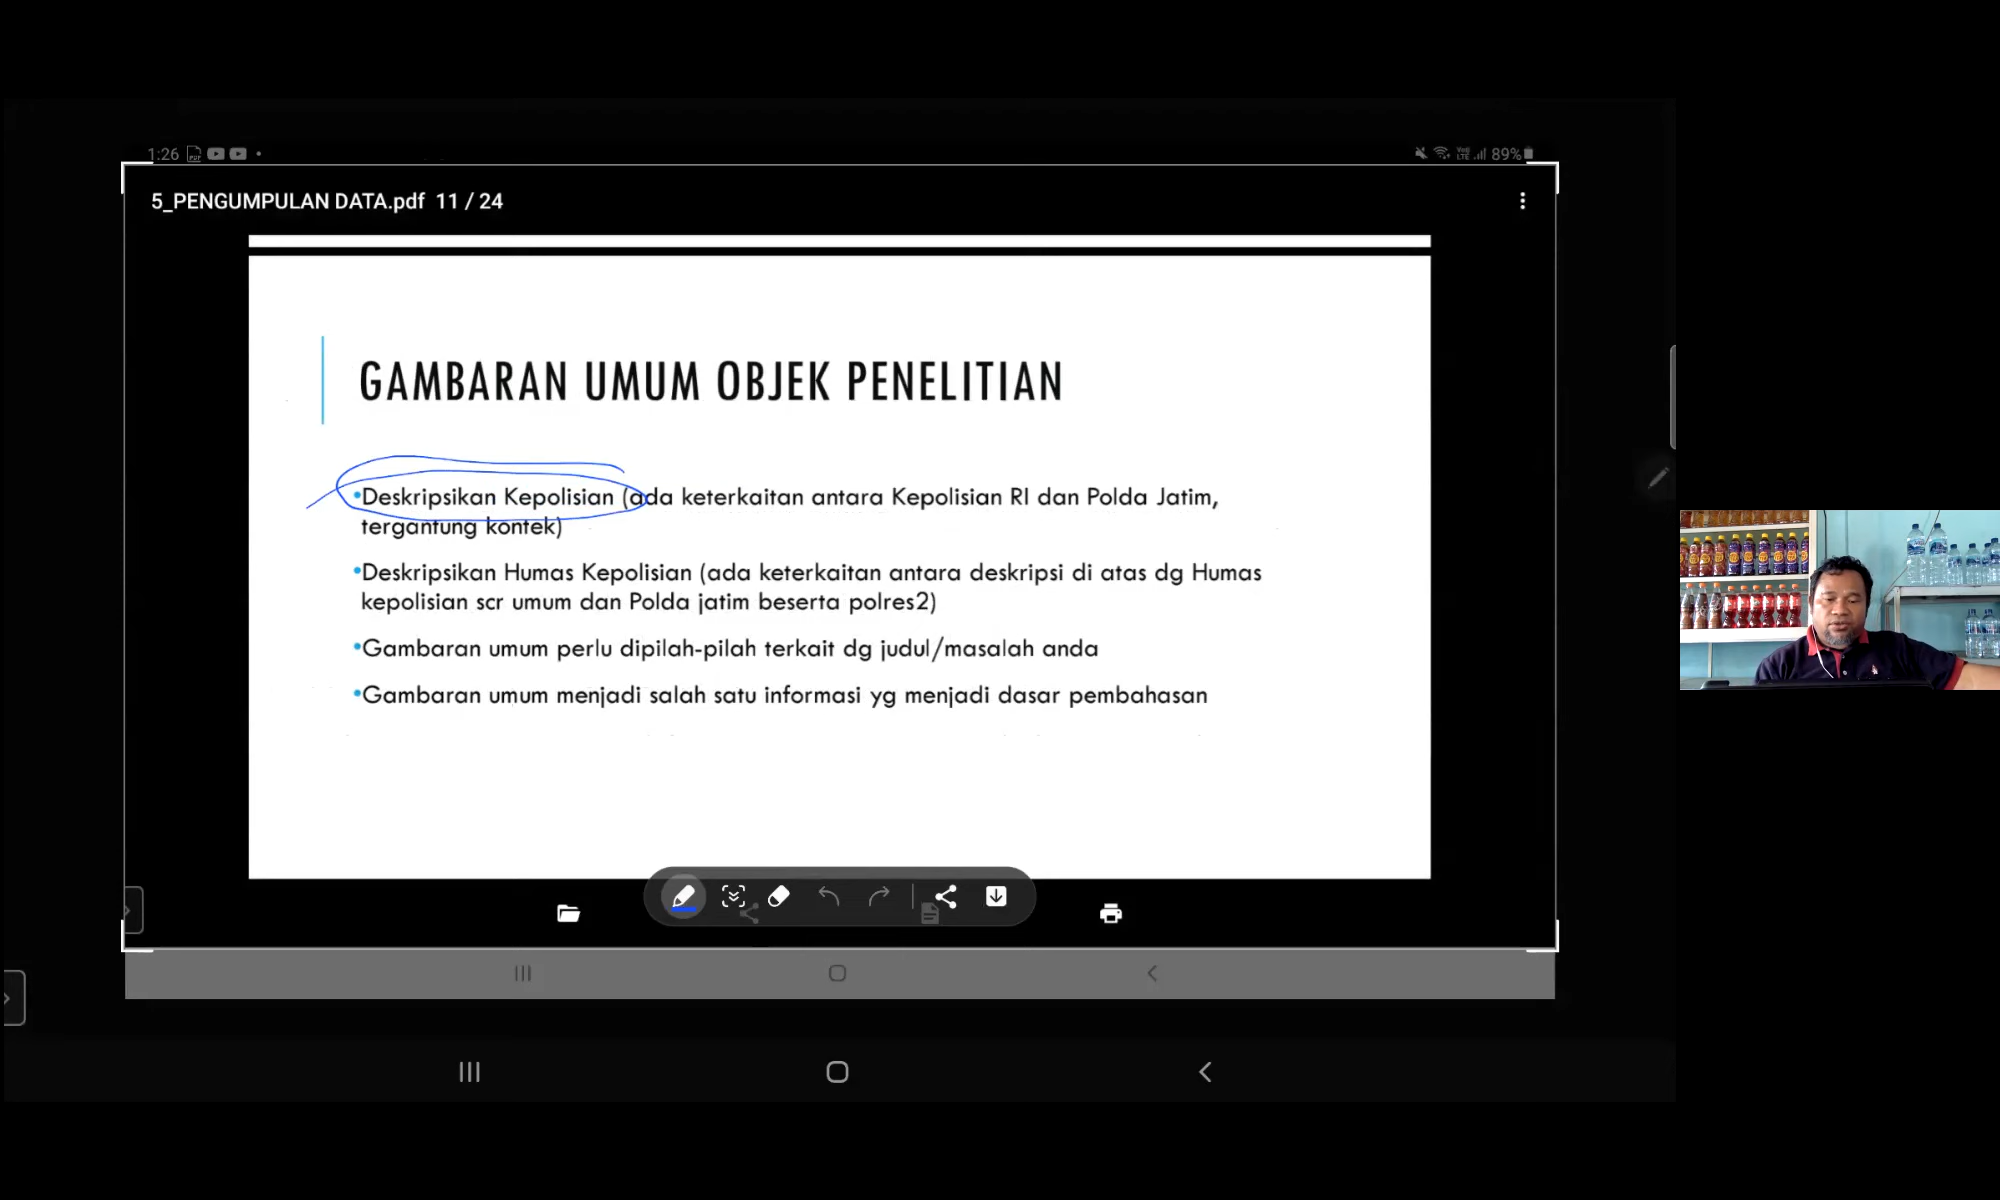 1:26
89%
5_PENGUMPULAN DATA.pdf 11 / 24
GAMBARAN UMUM OBJEK PENELITIAN
•Deskripsikan Kepolisian (ada keterkaitan antara Kepolisian RI dan Polda Jatim,
tergantung kontek)
•Deskripsikan Humas Kepolisian (ada keterkaitan antara deskripsi di atas dg Humas
kepolisian scr umum dan Polda jatim beserta polres2)
•Gambaran umum perlu dipilah-pilah terkait dg judul/masalah anda
•Gambaran umum menjadi salah satu informasi yg menjadi dasar pembahasan